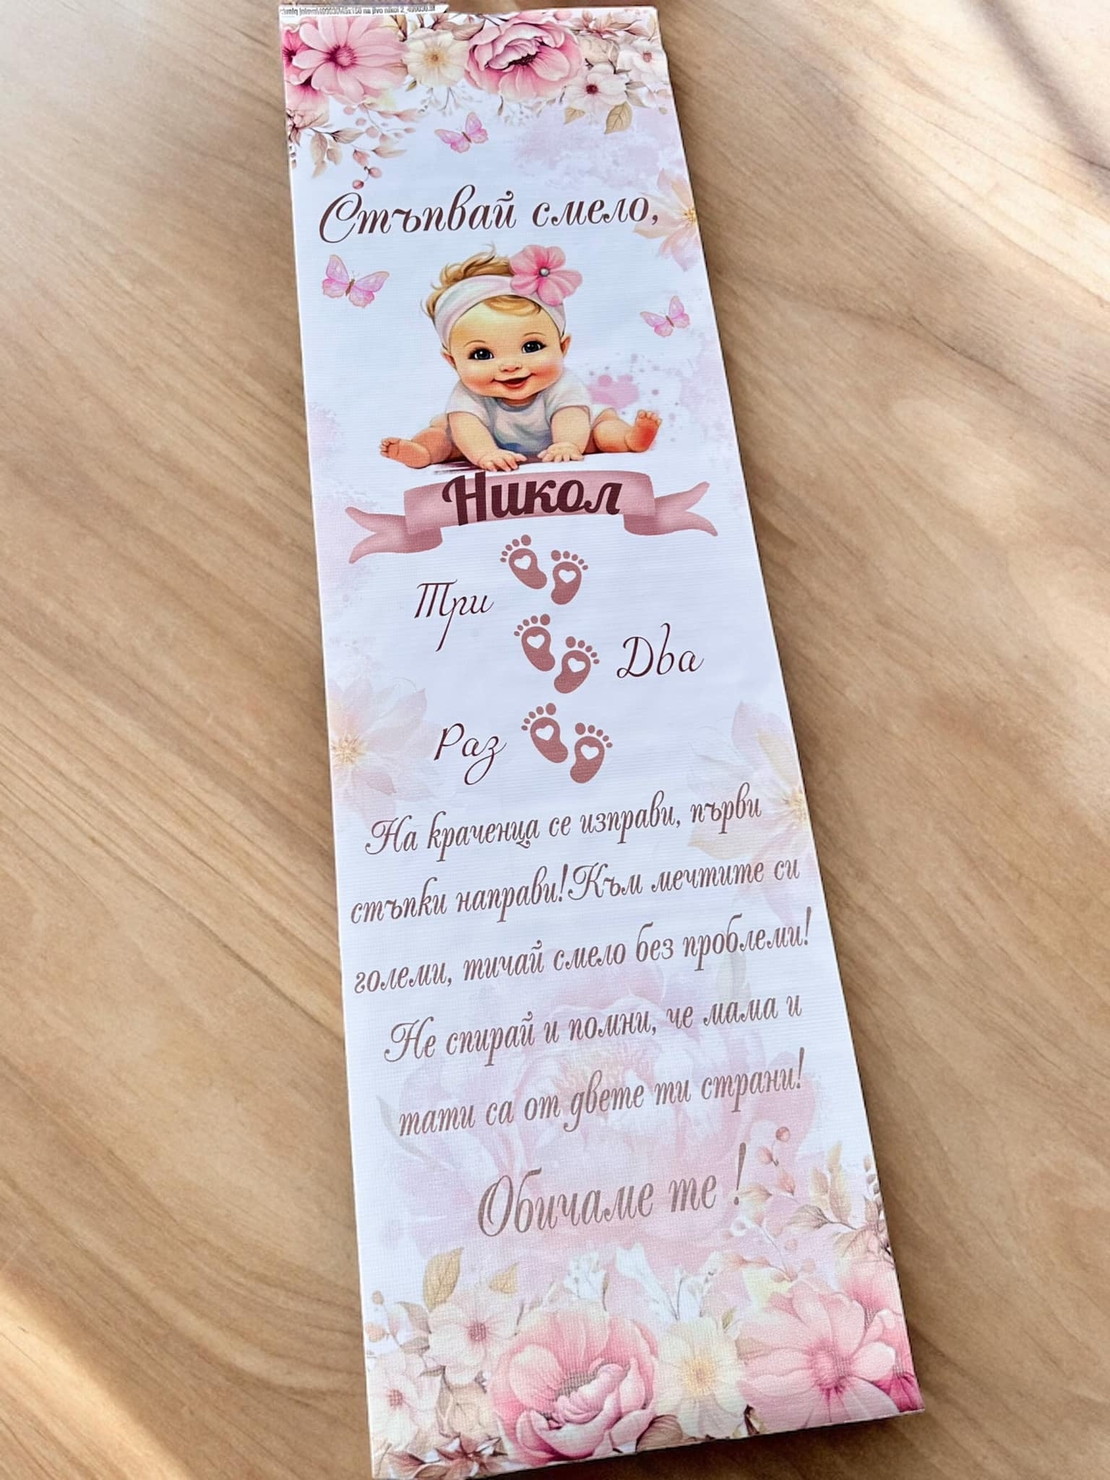 Стъпвай смело,
Никол
Три
Два
Раз
На краченца се изправи, първи
стъпки направи!Към мечтите си
големи, тичай смело без проблеми!
Не спирай и помни, че мама и
тати са от двете ти страни!
Обичаме те !